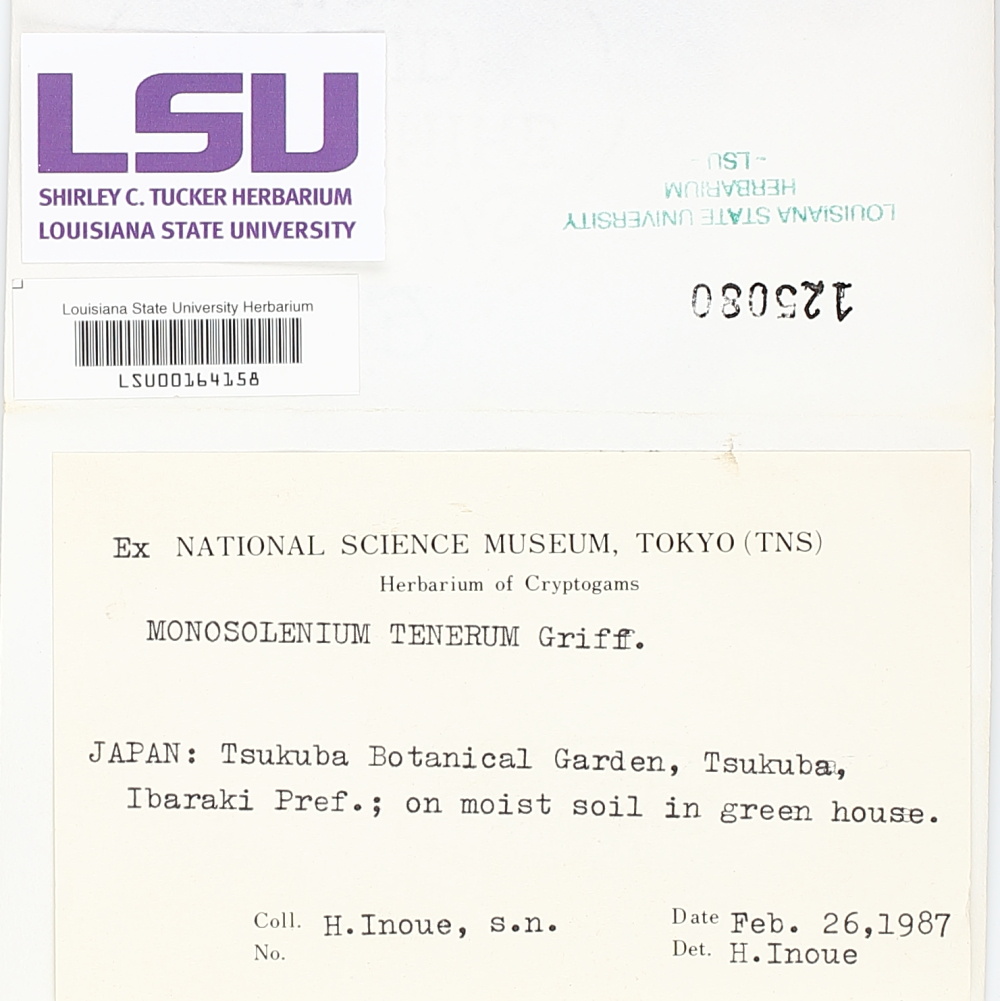 LSU
SHIRLEY C. TUCKER HERBARIUM
LOUISIANA STATE UNIVERSITY
LOUISIANA STATE UNIVERSITY
HERBARIUM
- LSU -
125080
Louisiana State University Herbarium
LSU00164158
Ex NATIONAL SCIENCE MUSEUM, TOKYO (TNS)
Herbarium of Cryptogams
MONOSOLENIUM TENERUM Griff.
JAPAN: Tsukuba Botanical Garden, Tsukuba,
Ibaraki Pref.; on moist soil in green house.
Coll. H.Inoue, s.n. Date Feb. 26,1987
No. Det. H.Inoue